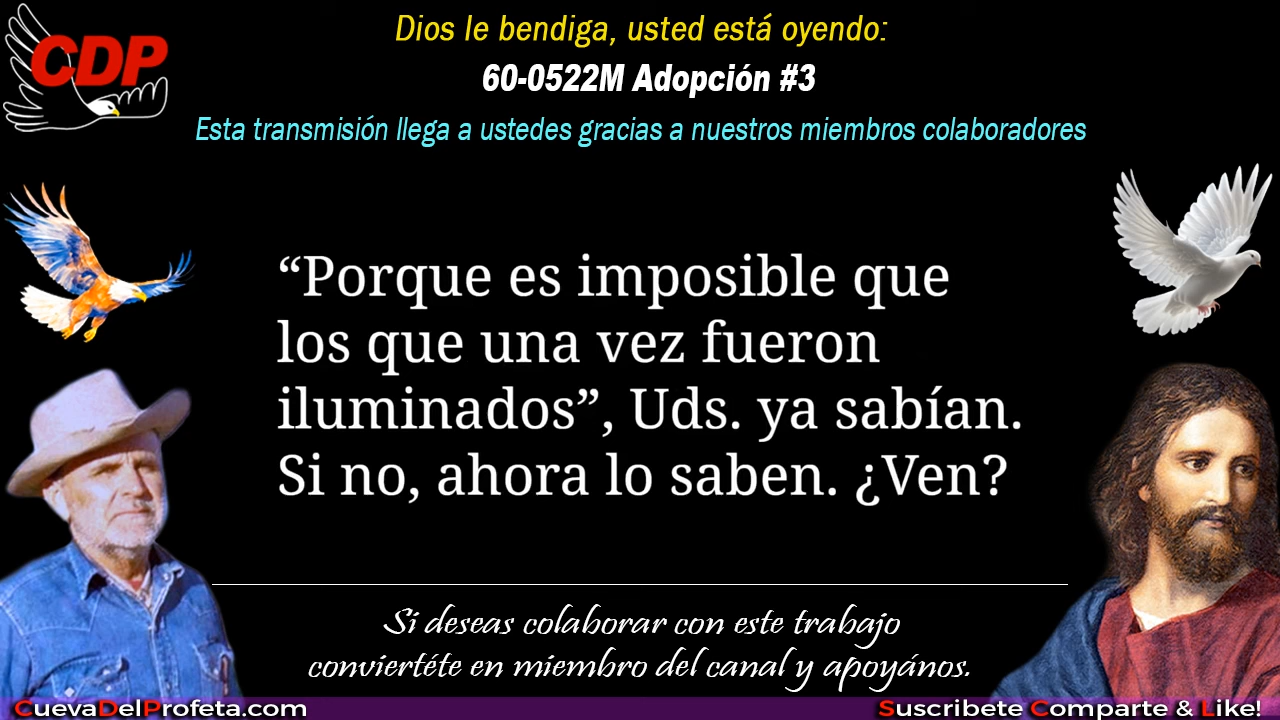 CDP
Dios le bendiga, usted está oyendo:
60-0522M Adopción #3
Esta transmisión llega a ustedes gracias a nuestros miembros colaboradores
“Porque es imposible que
los que una vez fueron
iluminados”, Uds. ya sabían.
Si no, ahora lo saben. ¿Ven?
Si deseas colaborar con este trabajo
conviertéte en miembro del canal y apoyános.
CuevaDelProfeta.com
Suscribete Comparte & Like!